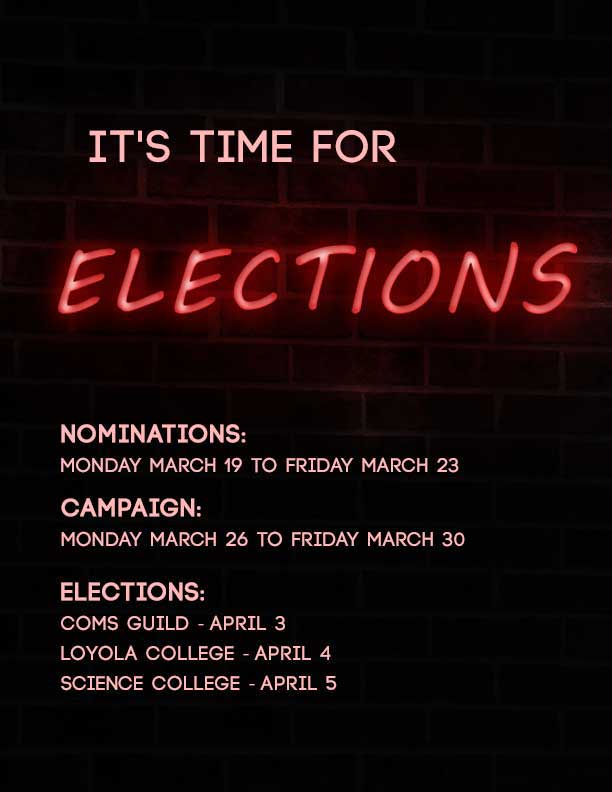 IT'S TIME FOR
ELECTIONS
NOMINATIONS:
MONDAY MARCH 19 TO FRIDAY MARCH 23
CAMPAIGN:
MONDAY MARCH 26 TO FRIDAY MARCH 30
ELECTIONS:
COMS GUILD - APRIL 3
LOYOLA COLLEGE - APRIL 4
SCIENCE COLLEGE - APRIL 5